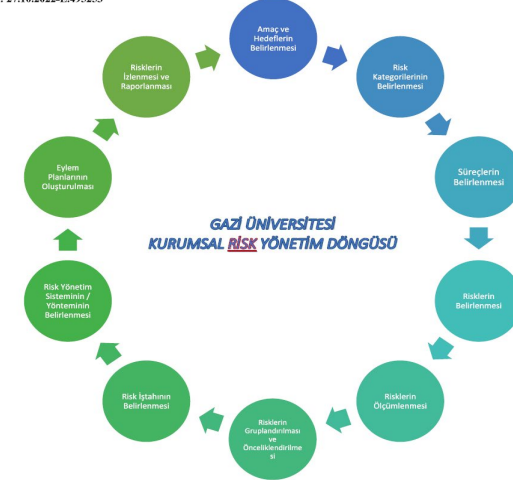 Amaç ve
Hedeflerin
Belirlenmesi
Risk
Kategorilerinin
Belirlenmesi
Süreçlerin
Belirlenmesi
Risklerin
Belirlenmesi
Risklerin
Ölçümlenmesi
Risklerin
Gruplandırılması
ve
Önceliklendirilme
si
Risk İştahının
Belirlenmesi
Risk Yönetim
Sisteminin /
Yönteminin
Belirlenmesi
Eylem
Planlarının
Oluşturulması
Risklerin
İzlenmesi ve
Raporlanması
GAZİ ÜNİVERSİTESİ
KURUMSAL RİSK YÖNETİM DÖNGÜSÜ